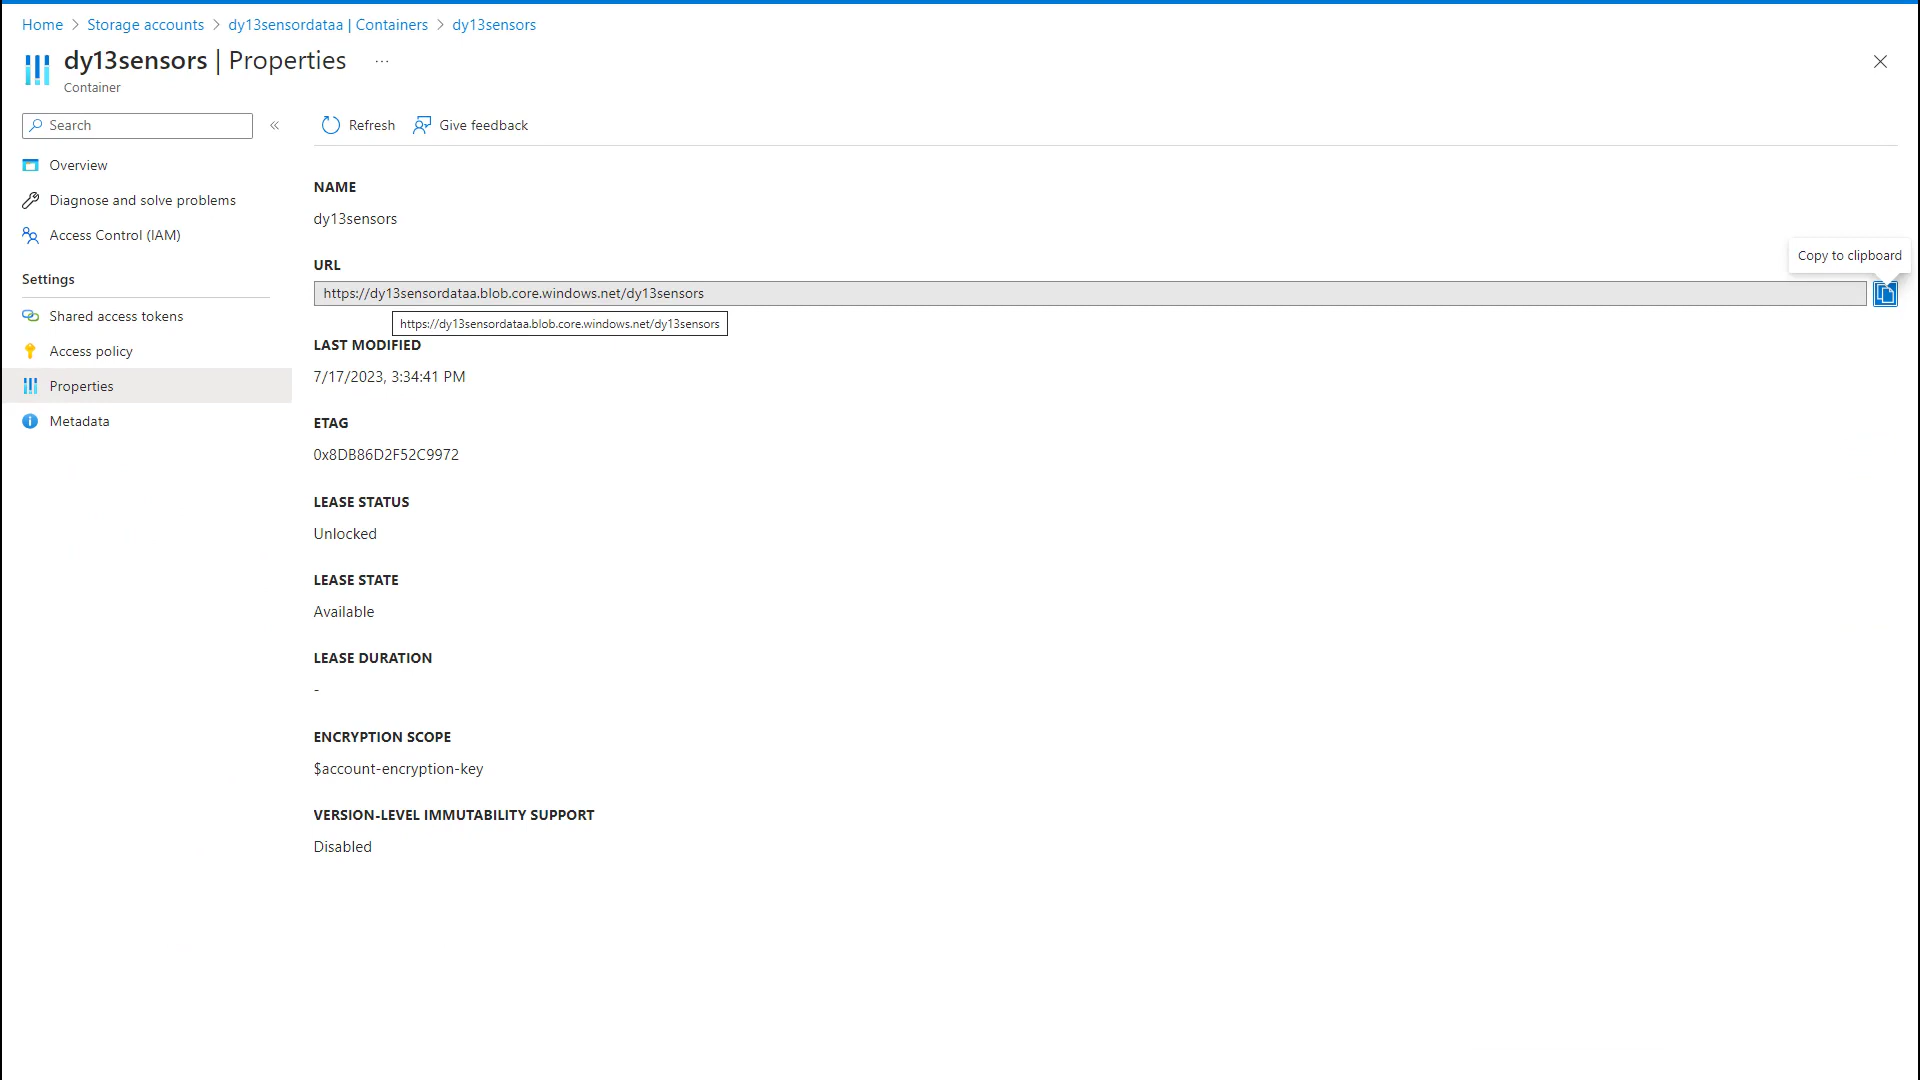 Home > Storage accounts > dy13sensordataa | Containers > dy13sensors
dy13sensors | Properties ...
Container
Search
«
Refresh
Give feedback
Overview
Diagnose and solve problems
Access Control (IAM)
Settings
Shared access tokens
Access policy
Properties
Metadata
NAME
dy13sensors
URL
Copy to clipboard
https://dy13sensordataa.blob.core.windows.net/dy13sensors
https://dy13sensordataa.blob.core.windows.net/dy13sensors
LAST MODIFIED
7/17/2023, 3:34:41 PM
ETAG
0x8DB86D2F52C9972
LEASE STATUS
Unlocked
LEASE STATE
Available
LEASE DURATION
-
ENCRYPTION SCOPE
$account-encryption-key
VERSION-LEVEL IMMUTABILITY SUPPORT
Disabled